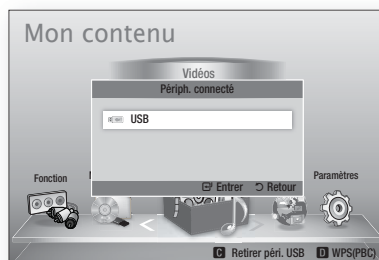 Mon contenu
Vidéos
Périph. connecté
USB
Entrer Retour
Fonction
Paramètres
C Retirer péri. USB D WPS(PBC)